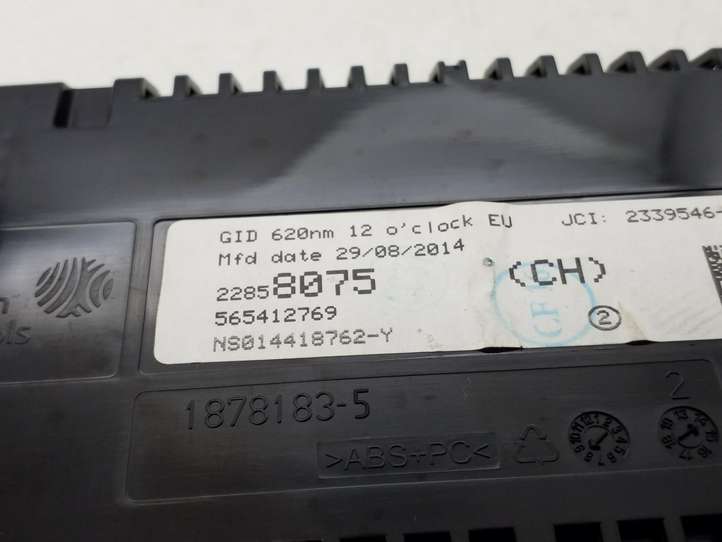 GID 620nm 12 o'clock EU JCI: 2339546
Mfd date 29/08/2014
22858075 (CH)
565412769 2
NS014418762-Y
1878183-5 2
>ABS+PC<